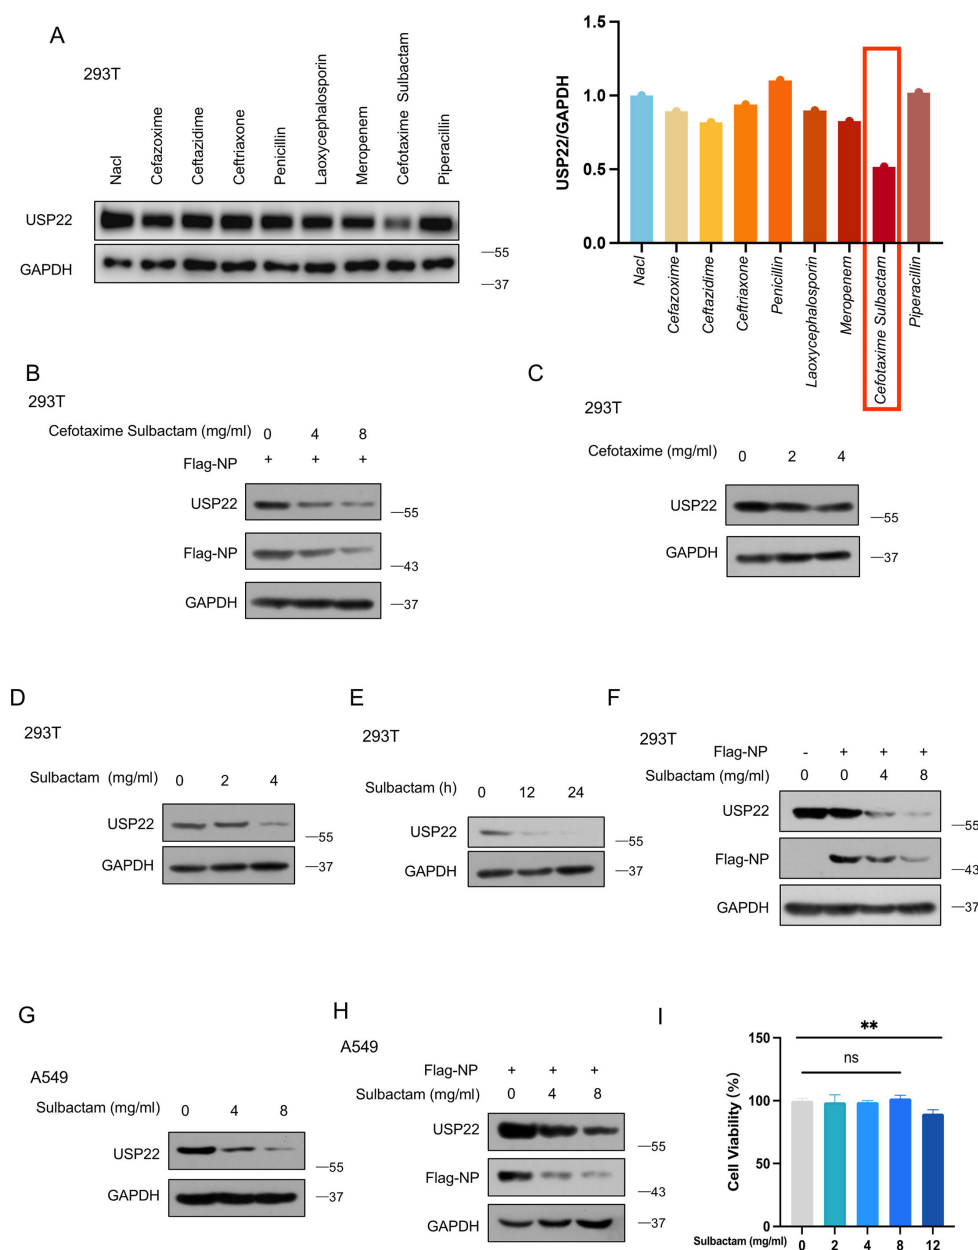 A
293T
Nacl
Cefazoxime
Ceftazidime
Ceftriaxone
Penicillin
Laoxycephalosporin
Meropenem
Cefotaxime Sulbactam
Piperacillin
USP22
GAPDH
—55
—37
USP22/GAPDH
1.5
1.0
0.5
0.0
Nacl
Cefazoxime
Ceftazidime
Ceftriaxone
Penicillin
Laoxycephalosporin
Meropenem
Cefotaxime Sulbactam
Piperacillin
B
293T
Cefotaxime Sulbactam (mg/ml) 0 4 8
Flag-NP + + +
USP22 —55
Flag-NP —43
GAPDH —37
C
293T
Cefotaxime (mg/ml) 0 2 4
USP22 —55
GAPDH —37
D
293T
Sulbactam (mg/ml) 0 2 4
USP22 —55
GAPDH —37
E
293T
Sulbactam (h) 0 12 24
USP22 —55
GAPDH —37
F
293T
Flag-NP - + + +
Sulbactam (mg/ml) 0 0 4 8
USP22 —55
Flag-NP —43
GAPDH —37
G
A549
Sulbactam (mg/ml) 0 4 8
USP22 —55
GAPDH —37
H
A549
Flag-NP + + +
Sulbactam (mg/ml) 0 4 8
USP22 —55
Flag-NP —43
GAPDH —37
I
Cell Viability (%)
150
100
50
0
**
ns
Sulbactam (mg/ml) 0 2 4 8 12